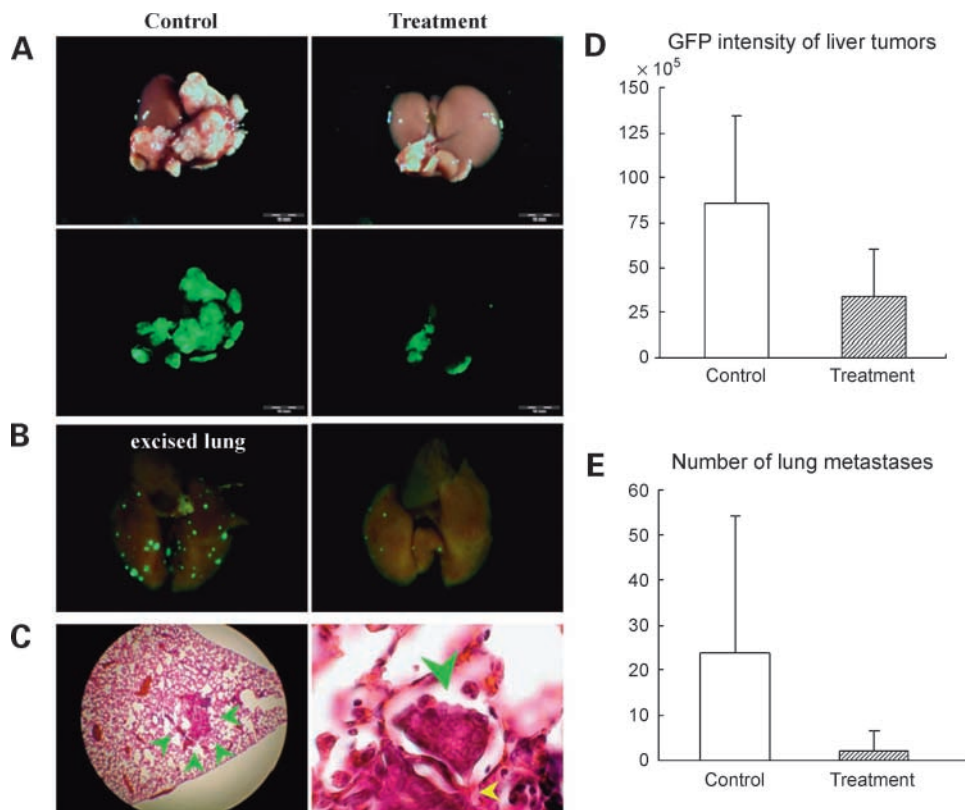 Control
Treatment
A
B
excised lung
C
D
GFP intensity of liver tumors
× 10⁵
150
125
100
75
50
25
0
Control
Treatment
E
Number of lung metastases
60
50
40
30
20
10
0
Control
Treatment